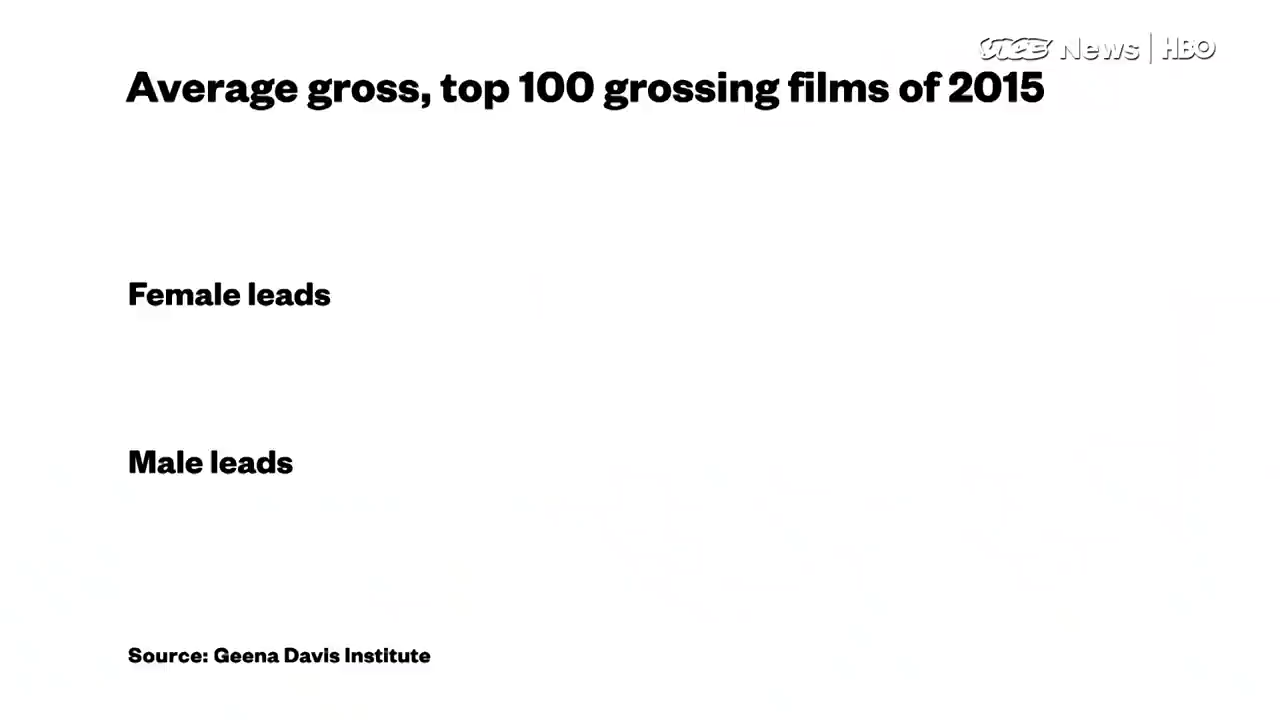 VICE News | HBO
Average gross, top 100 grossing films of 2015
Female leads
Male leads
Source: Geena Davis Institute